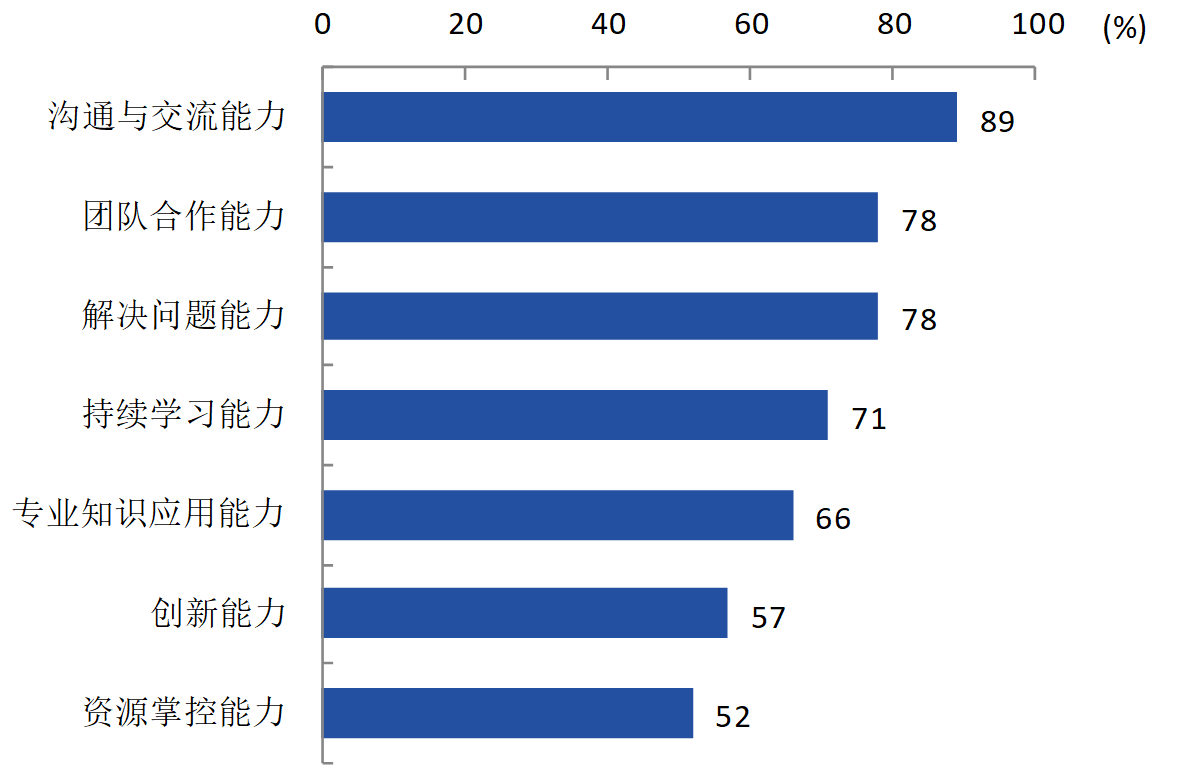 0 20 40 60 80 100 (%)
沟通与交流能力 89
团队合作能力 78
解决问题能力 78
持续学习能力 71
专业知识应用能力 66
创新能力 57
资源掌控能力 52